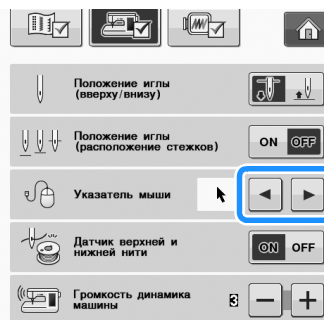 Положение иглы
(вверху/внизу)
Положение иглы
(расположение стежков)
ON OFF
Указатель мыши
Датчик верхней и
нижней нити
ON OFF
Громкость динамика
машины
3